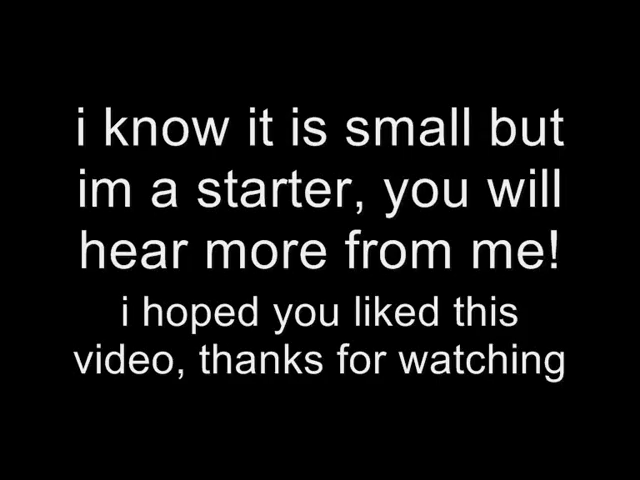 i know it is small but
im a starter, you will
hear more from me!
i hoped you liked this
video, thanks for watching